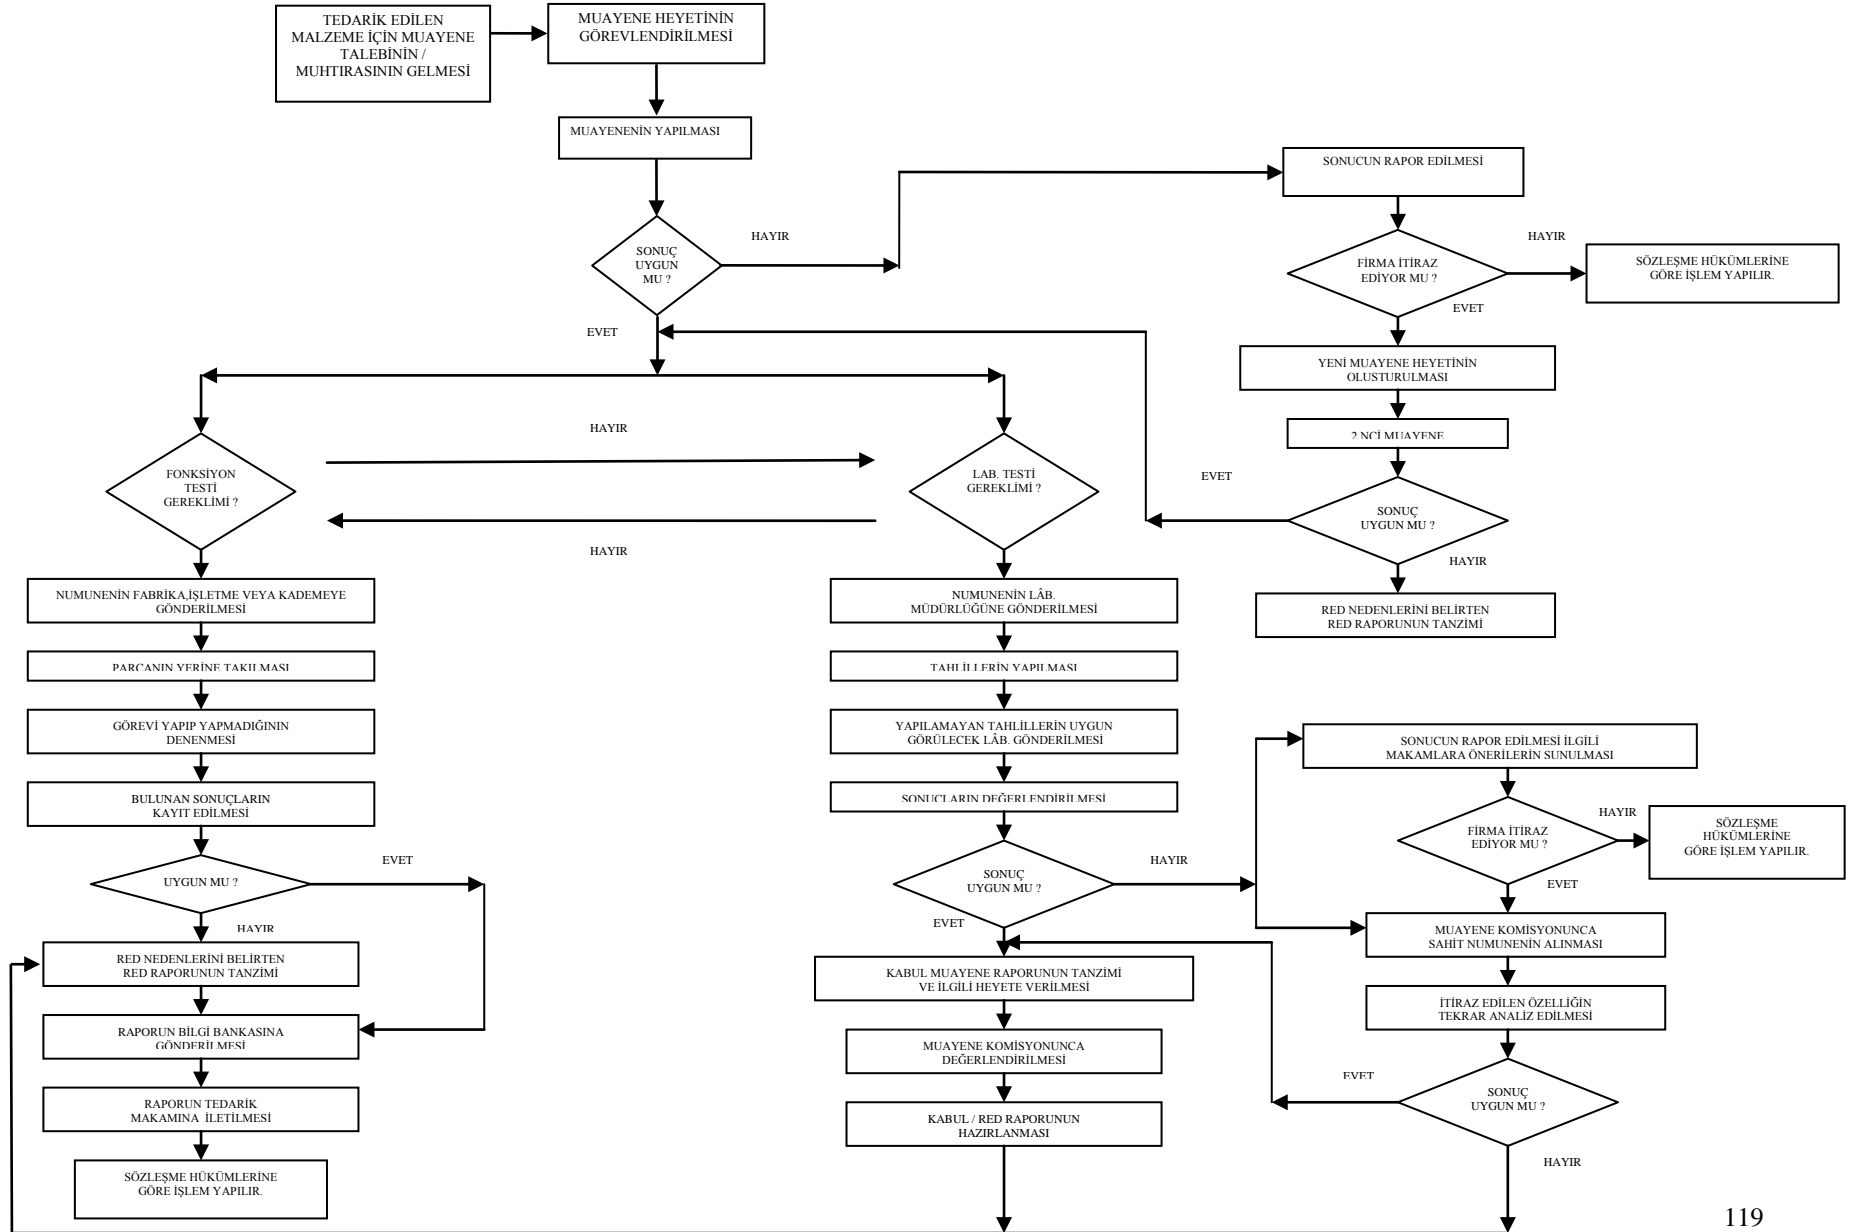 TEDARİK EDİLEN
MALZEME İÇİN MUAYENE
TALEBİNİN /
MUHTIRASININ GELMESİ
MUAYENE HEYETİNİN
GÖREVLENDİRİLMESİ
MUAYENENİN YAPILMASI
SONUÇ
UYGUN
MU ?
HAYIR
EVET
SONUCUN RAPOR EDİLMESİ
FİRMA İTİRAZ
EDİYOR MU ?
HAYIR
EVET
SÖZLEŞME HÜKÜMLERİNE
GÖRE İŞLEM YAPILIR.
YENİ MUAYENE HEYETİNİN
OLUSTURULMASI
2 NCİ MUAYENE
SONUÇ
UYGUN MU ?
EVET
HAYIR
RED NEDENLERİNİ BELİRTEN
RED RAPORUNUN TANZİMİ
FONKSİYON
TESTİ
GEREKLİMİ ?
HAYIR
HAYIR
LAB. TESTİ
GEREKLİMİ ?
NUMUNENİN FABRİKA,İŞLETME VEYA KADEMEYE
GÖNDERİLMESİ
PARCANIN YERİNE TAKILMASI
GÖREVİ YAPIP YAPMADIĞININ
DENENMESİ
BULUNAN SONUÇLARIN
KAYIT EDİLMESİ
UYGUN MU ?
EVET
HAYIR
RED NEDENLERİNİ BELİRTEN
RED RAPORUNUN TANZİMİ
RAPORUN BİLGİ BANKASINA
GÖNDERİLMESİ
RAPORUN TEDARİK
MAKAMINA İLETİLMESİ
SÖZLEŞME HÜKÜMLERİNE
GÖRE İŞLEM YAPILIR.
NUMUNENİN LÂB.
MÜDÜRLÜĞÜNE GÖNDERİLMESİ
TAHLİLLERİN YAPILMASI
YAPILAMAYAN TAHLİLLERİN UYGUN
GÖRÜLECEK LÂB. GÖNDERİLMESİ
SONUCLARIN DEĞERLENDİRİLMESİ
SONUÇ
UYGUN MU ?
HAYIR
EVET
KABUL MUAYENE RAPORUNUN TANZİMİ
VE İLGİLİ HEYETE VERİLMESİ
MUAYENE KOMİSYONUNCA
DEĞERLENDİRİLMESİ
KABUL / RED RAPORUNUN
HAZIRLANMASI
SONUCUN RAPOR EDİLMESİ İLGİLİ
MAKAMLARA ÖNERİLERİN SUNULMASI
FİRMA İTİRAZ
EDİYOR MU ?
HAYIR
EVET
SÖZLEŞME
HÜKÜMLERİNE
GÖRE İŞLEM YAPILIR.
MUAYENE KOMİSYONUNCA
SAHİT NUMUNENİN ALINMASI
İTİRAZ EDİLEN ÖZELLİĞİN
TEKRAR ANALİZ EDİLMESİ
SONUÇ
UYGUN MU ?
EVET
HAYIR
119